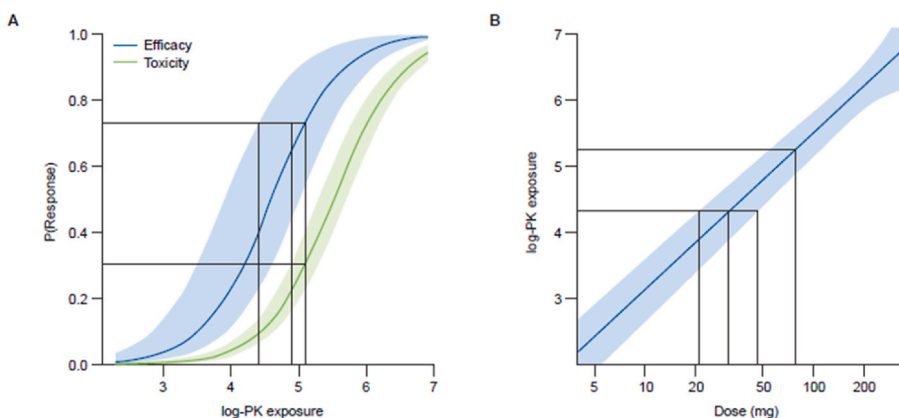 A
Efficacy
Toxicity
P(Response)
1.0
0.8
0.6
0.4
0.2
0.0
3 4 5 6 7
log-PK exposure
B
log-PK exposure
7
6
5
4
3
5 10 20 50 100 200
Dose (mg)